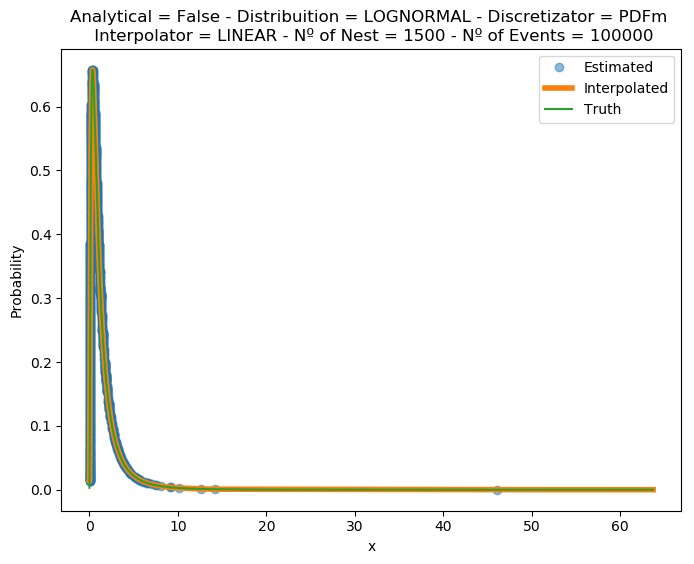 Analytical = False - Distribuition = LOGNORMAL - Discretizator = PDFm
Interpolator = LINEAR - Nº of Nest = 1500 - Nº of Events = 100000
Estimated
Interpolated
Truth
0.6
0.5
0.4
0.3
0.2
0.1
0.0
Probability
0 10 20 30 40 50 60
x